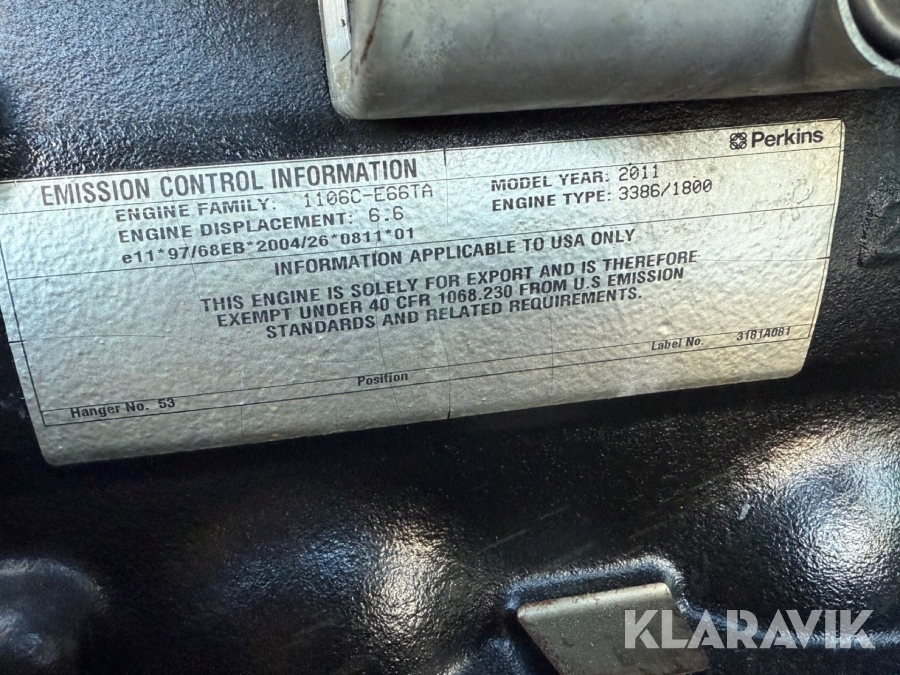 Perkins
EMISSION CONTROL INFORMATION
ENGINE FAMILY: 1106C-E66TA
MODEL YEAR: 2011
ENGINE DISPLACEMENT: 6.6
ENGINE TYPE: 3386/1800
e11*97/68EB*2004/26*0811*01
INFORMATION APPLICABLE TO USA ONLY
THIS ENGINE IS SOLELY FOR EXPORT AND IS THEREFORE
EXEMPT UNDER 40 CFR 1068.230 FROM U.S EMISSION
STANDARDS AND RELATED REQUIREMENTS.
Hanger No. 53
Position
Label No. 3181A081
KLARAVIK